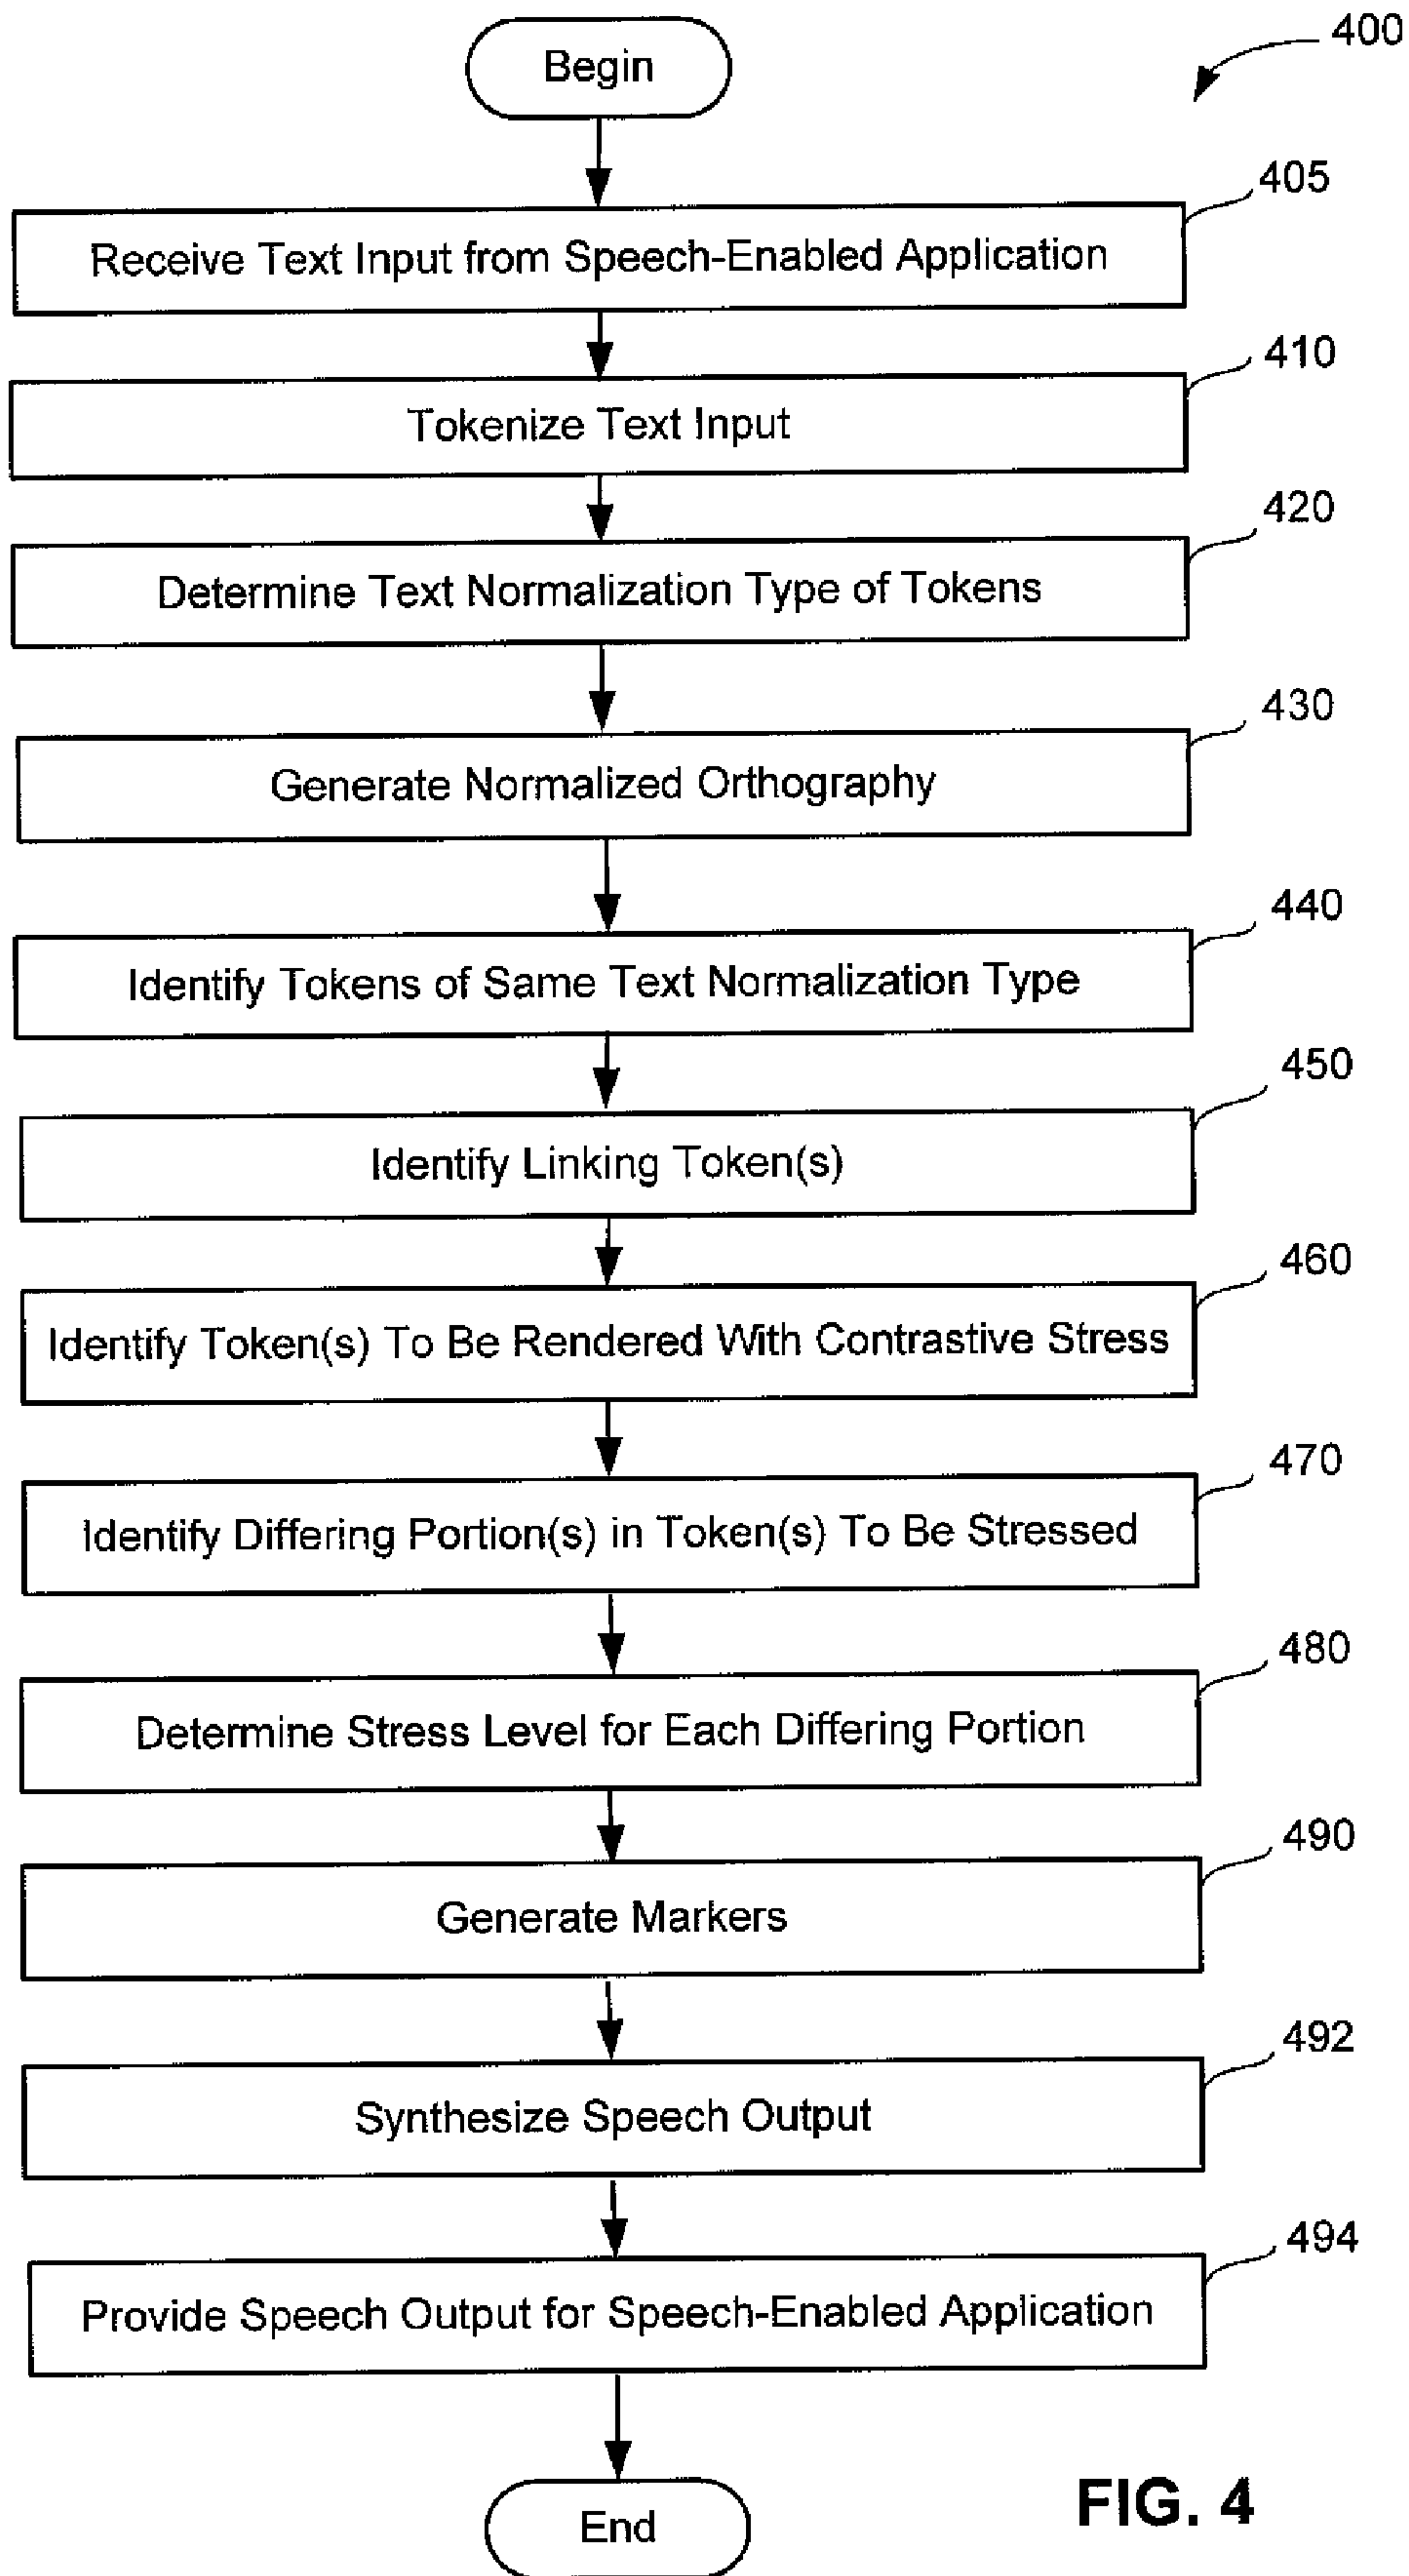 400
Begin
405
Receive Text Input from Speech-Enabled Application
410
Tokenize Text Input
420
Determine Text Normalization Type of Tokens
430
Generate Normalized Orthography
440
Identify Tokens of Same Text Normalization Type
450
Identify Linking Token(s)
460
Identify Token(s) To Be Rendered With Contrastive Stress
470
Identify Differing Portion(s) in Token(s) To Be Stressed
480
Determine Stress Level for Each Differing Portion
490
Generate Markers
492
Synthesize Speech Output
494
Provide Speech Output for Speech-Enabled Application
End
FIG. 4